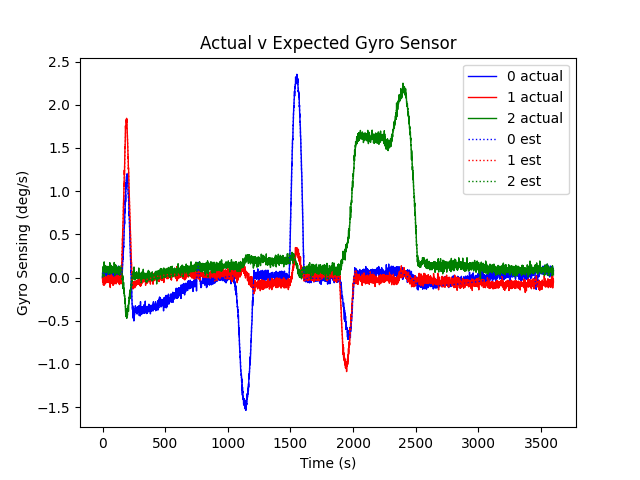 Actual v Expected Gyro Sensor
Gyro Sensing (deg/s)
2.5
2.0
1.5
1.0
0.5
0.0
−0.5
−1.0
−1.5
0 actual
1 actual
2 actual
0 est
1 est
2 est
0 500 1000 1500 2000 2500 3000 3500
Time (s)